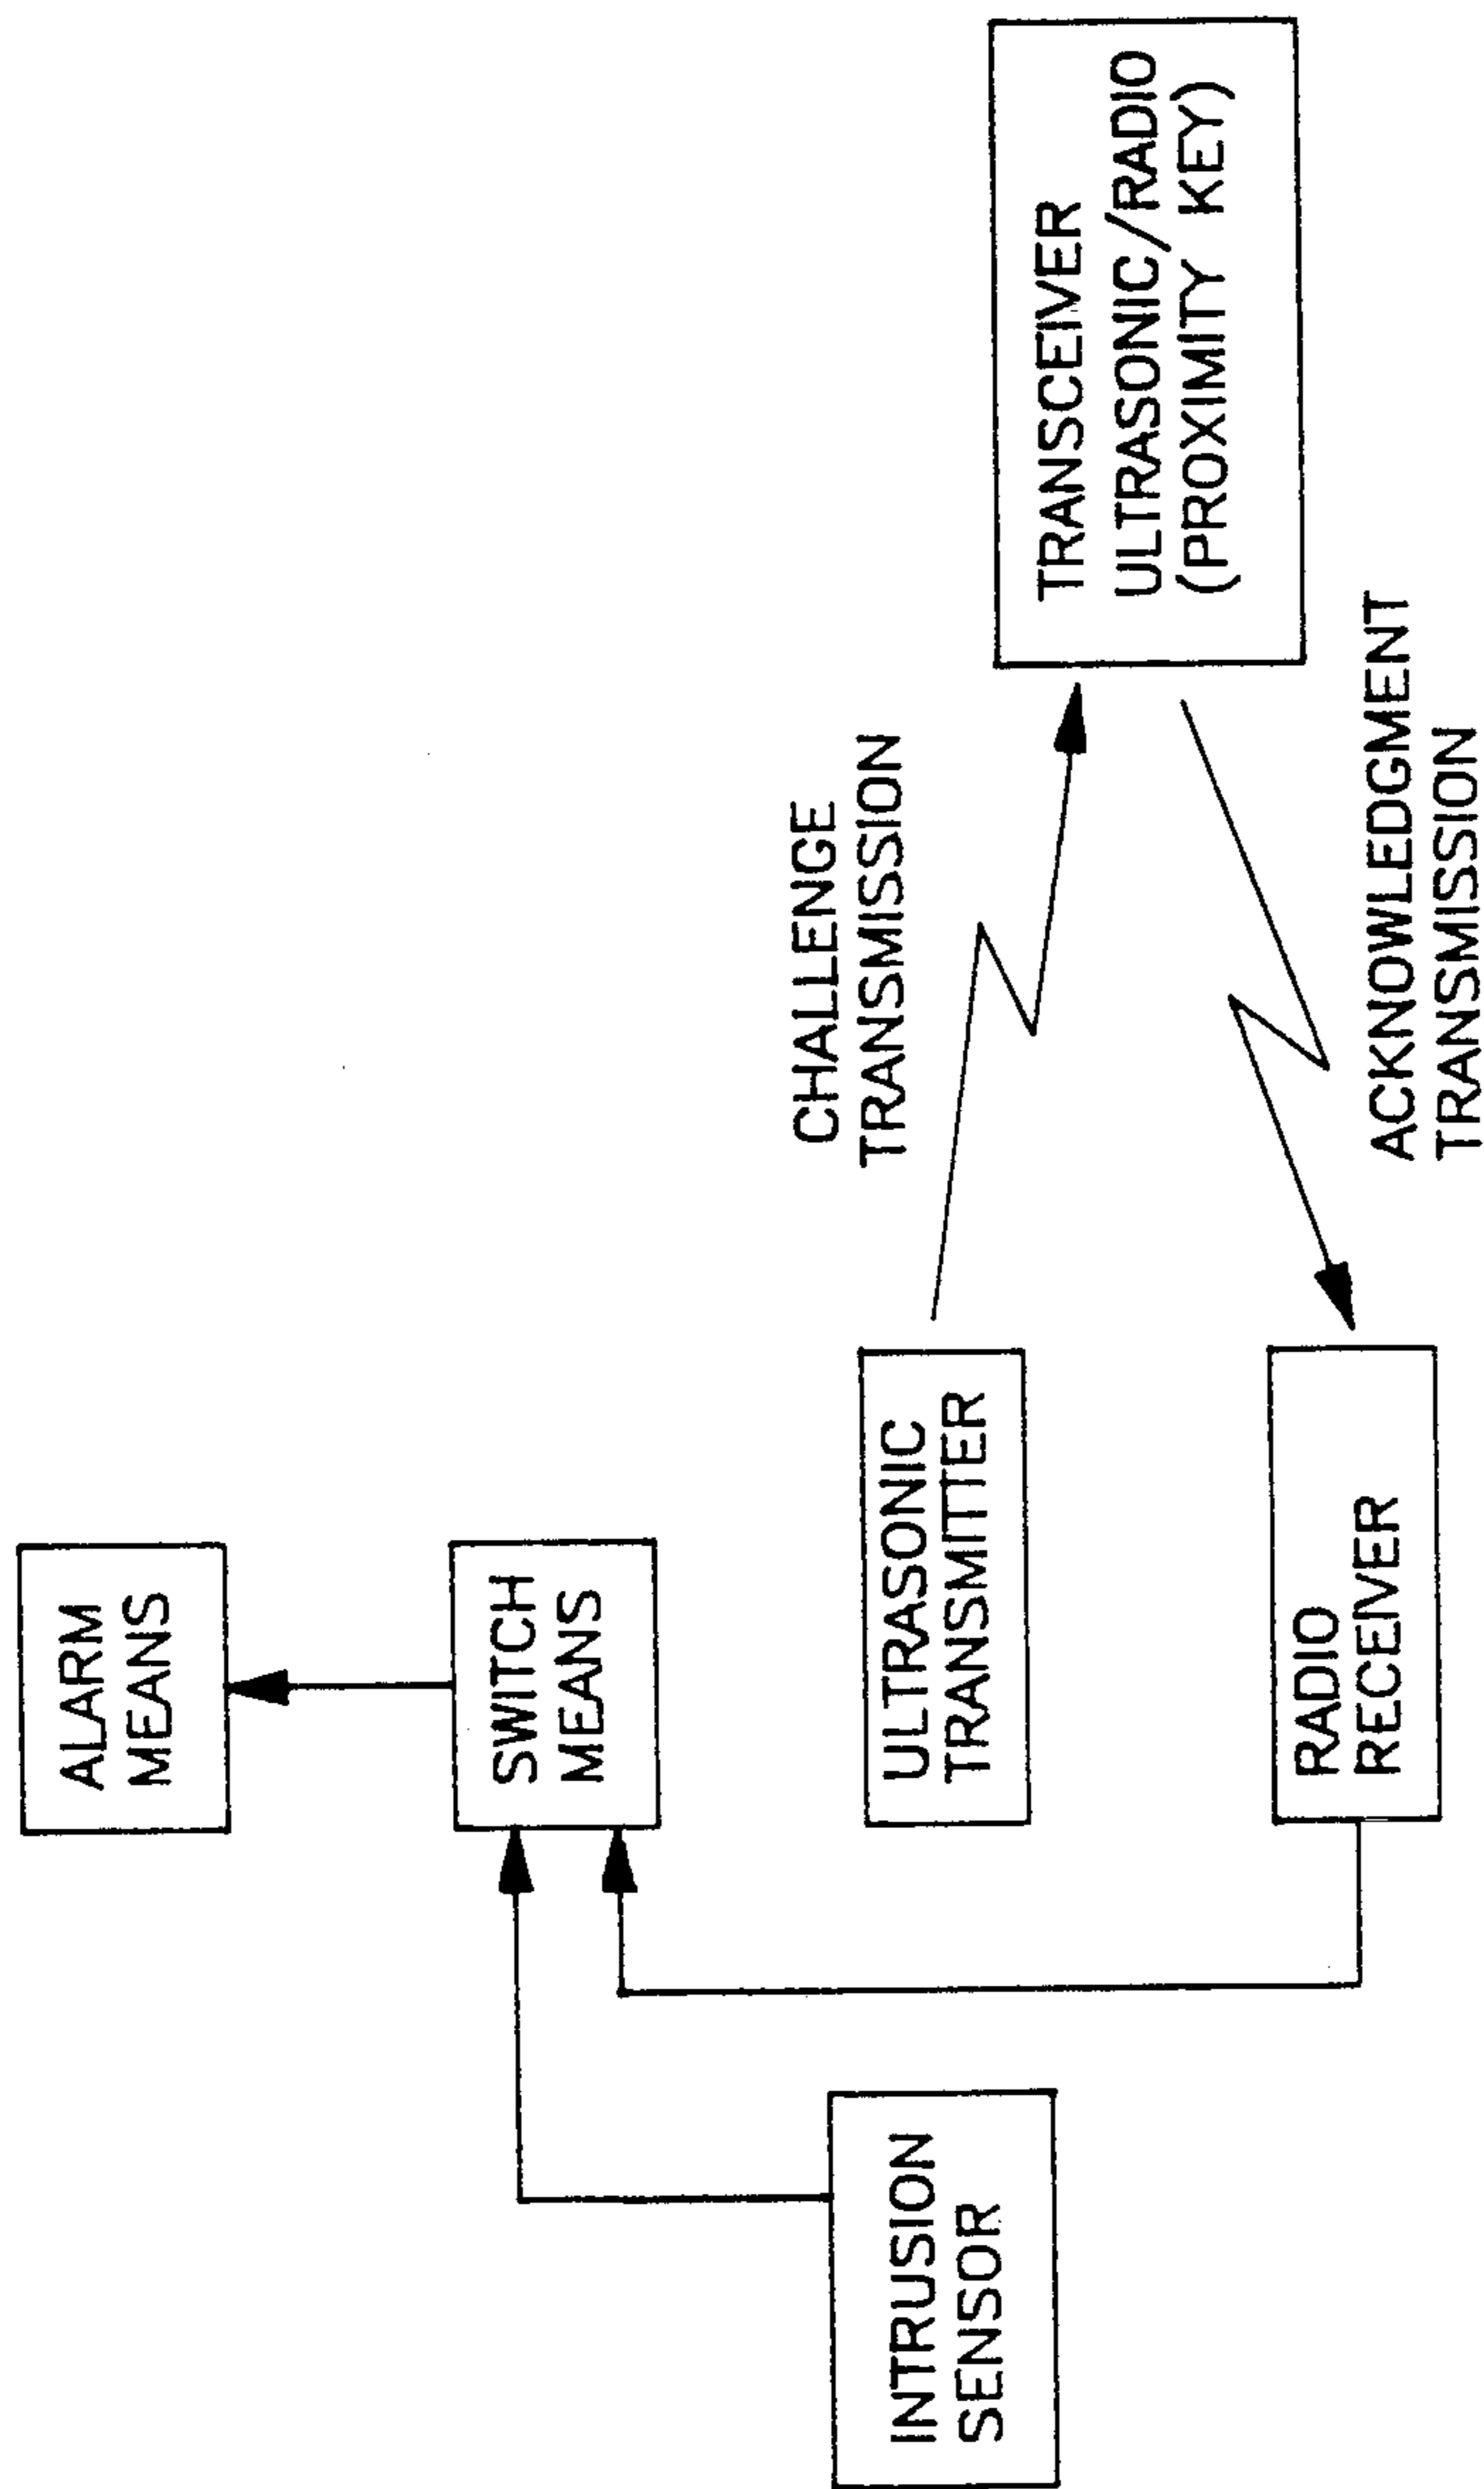 ALARM
MEANS
SWITCH
MEANS
INTRUSION
SENSOR
ULTRASONIC
TRANSMITTER
RADIO
RECEIVER
CHALLENGE
TRANSMISSION
ACKNOWLEDGMENT
TRANSMISSION
TRANSCEIVER
ULTRASONIC/RADIO
(PROXIMITY KEY)